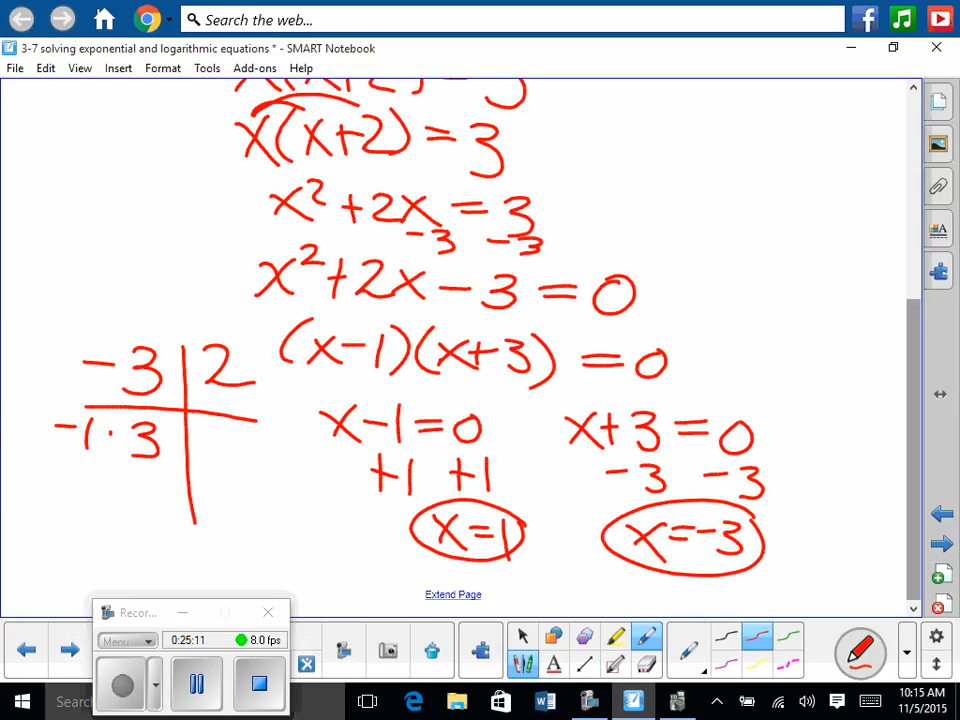 Search the web...
3-7 solving exponential and logarithmic equations * - SMART Notebook
File Edit View Insert Format Tools Add-ons Help
x(x+2) = 3
x² + 2x = 3
-3 -3
x² + 2x - 3 = 0
(x-1)(x+3) = 0
-3 | 2
-1 · 3
x-1=0 x+3=0
+1 +1 -3 -3
x=1 x=-3
Extend Page
Recor...
Menu 0:25:11 8.0 fps
A
Search
10:15 AM
11/5/2015